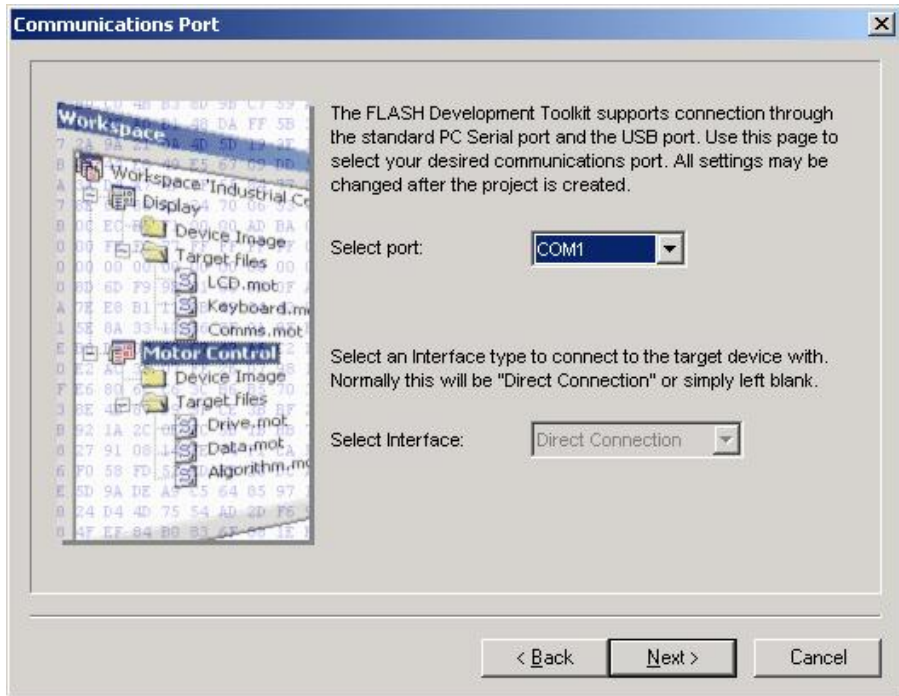 Communications Port
Workspace
Workspace 'Industrial Ce
Display
Device Image
Target files
LCD.mot
Keyboard.m
Comms.mot
Motor Control
Device Image
Target files
Drive.mot
Data.mot
Algorithm.mo
The FLASH Development Toolkit supports connection through
the standard PC Serial port and the USB port. Use this page to
select your desired communications port. All settings may be
changed after the project is created.
Select port:
COM1
Select an Interface type to connect to the target device with.
Normally this will be "Direct Connection" or simply left blank.
Select Interface:
Direct Connection
< Back
Next >
Cancel